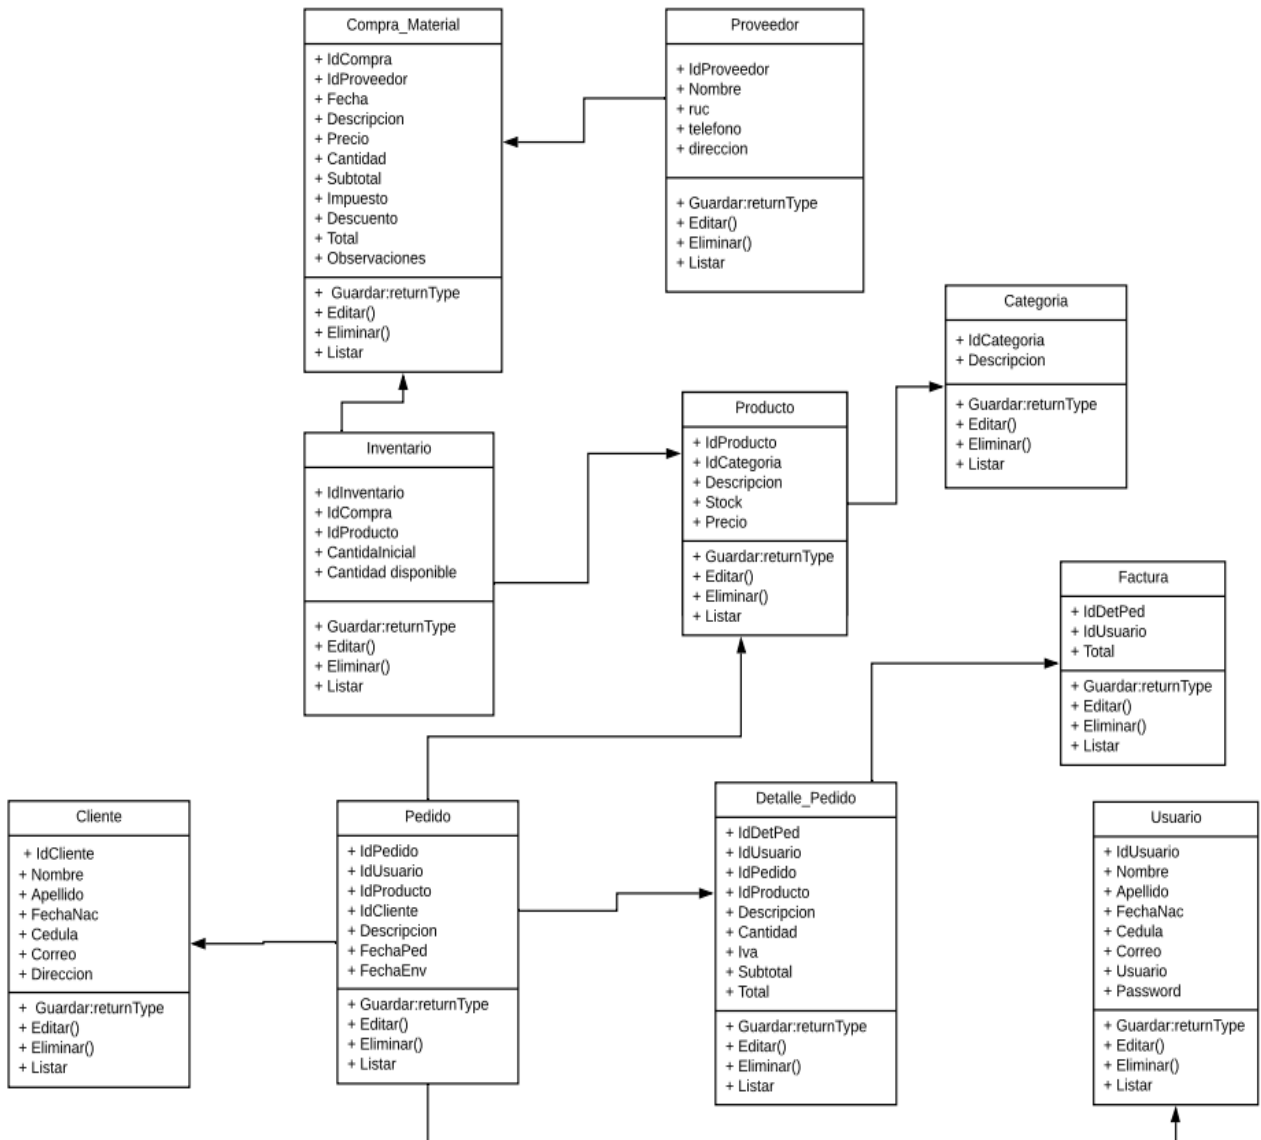 Compra_Material
+ IdCompra
+ IdProveedor
+ Fecha
+ Descripcion
+ Precio
+ Cantidad
+ Subtotal
+ Impuesto
+ Descuento
+ Total
+ Observaciones
+ Guardar:returnType
+ Editar()
+ Eliminar()
+ Listar
Proveedor
+ IdProveedor
+ Nombre
+ ruc
+ telefono
+ direccion
+ Guardar:returnType
+ Editar()
+ Eliminar()
+ Listar
Categoria
+ IdCategoria
+ Descripcion
+ Guardar:returnType
+ Editar()
+ Eliminar()
+ Listar
Producto
+ IdProducto
+ IdCategoria
+ Descripcion
+ Stock
+ Precio
+ Guardar:returnType
+ Editar()
+ Eliminar()
+ Listar
Inventario
+ IdInventario
+ IdCompra
+ IdProducto
+ CantidaInicial
+ Cantidad disponible
+ Guardar:returnType
+ Editar()
+ Eliminar()
+ Listar
Factura
+ IdDetPed
+ IdUsuario
+ Total
+ Guardar:returnType
+ Editar()
+ Eliminar()
+ Listar
Cliente
+ IdCliente
+ Nombre
+ Apellido
+ FechaNac
+ Cedula
+ Correo
+ Direccion
+ Guardar:returnType
+ Editar()
+ Eliminar()
+ Listar
Pedido
+ IdPedido
+ IdUsuario
+ IdProducto
+ IdCliente
+ Descripcion
+ FechaPed
+ FechaEnv
+ Guardar:returnType
+ Editar()
+ Eliminar()
+ Listar
Detalle_Pedido
+ IdDetPed
+ IdUsuario
+ IdPedido
+ IdProducto
+ Descripcion
+ Cantidad
+ Iva
+ Subtotal
+ Total
+ Guardar:returnType
+ Editar()
+ Eliminar()
+ Listar
Usuario
+ IdUsuario
+ Nombre
+ Apellido
+ FechaNac
+ Cedula
+ Correo
+ Usuario
+ Password
+ Guardar:returnType
+ Editar()
+ Eliminar()
+ Listar